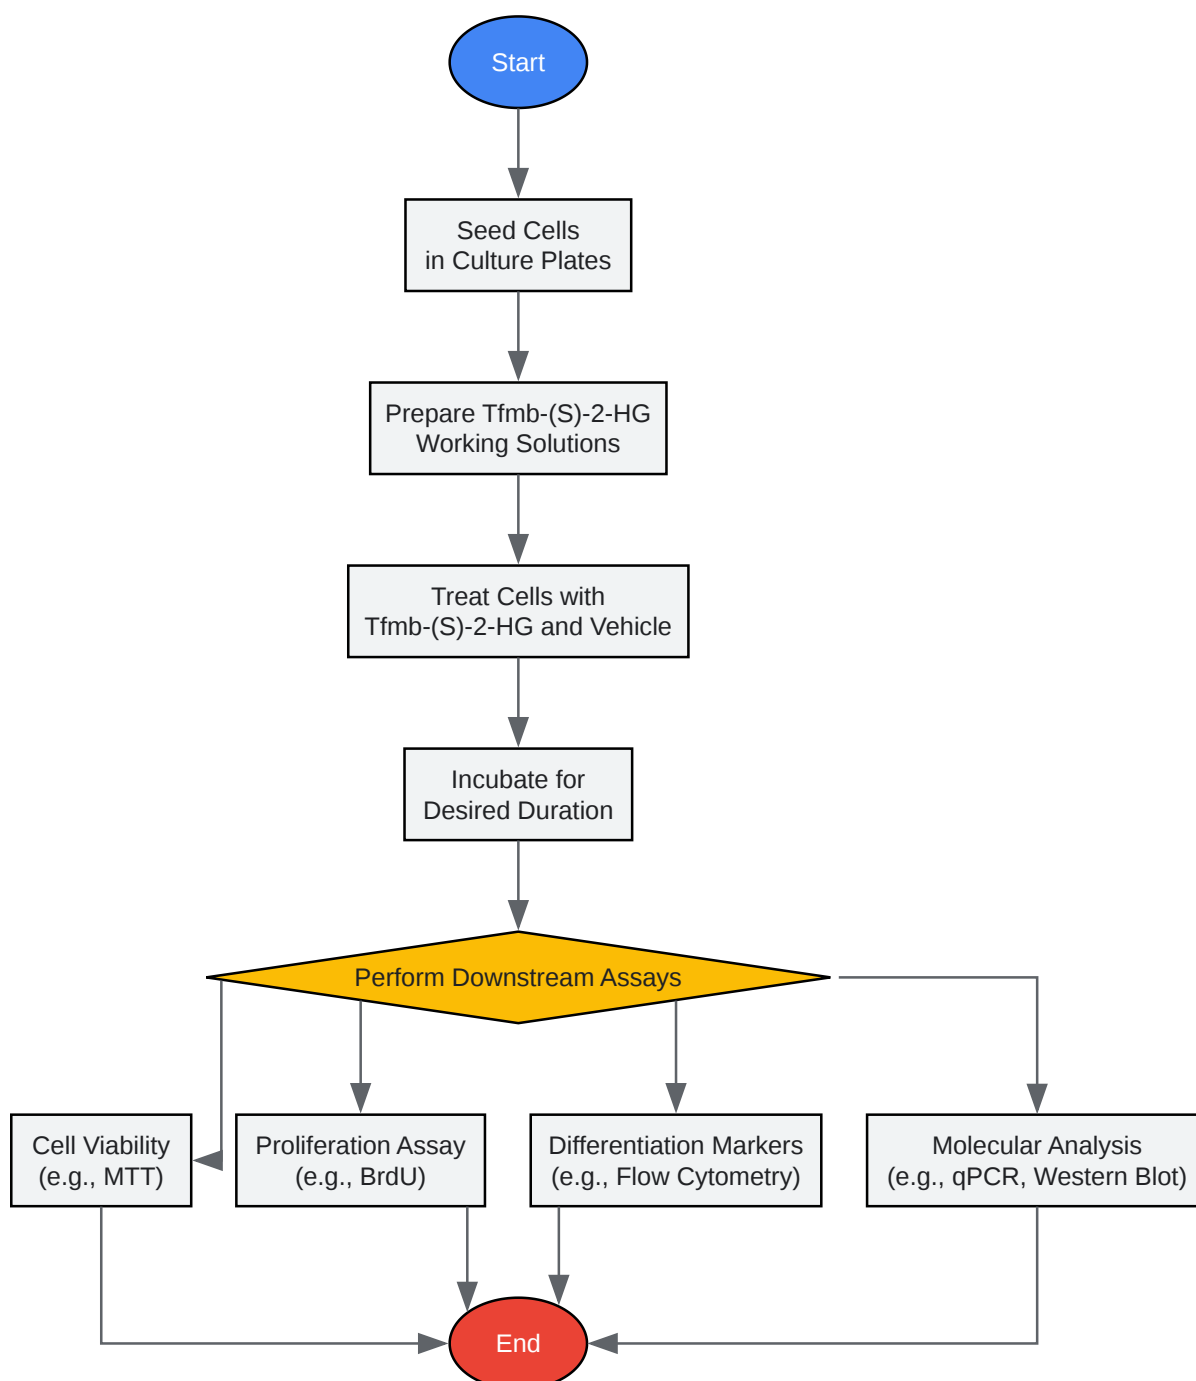 Start
Seed Cells
in Culture Plates
Prepare Tfmb-(S)-2-HG
Working Solutions
Treat Cells with
Tfmb-(S)-2-HG and Vehicle
Incubate for
Desired Duration
Perform Downstream Assays
Cell Viability
(e.g., MTT)
Proliferation Assay
(e.g., BrdU)
Differentiation Markers
(e.g., Flow Cytometry)
Molecular Analysis
(e.g., qPCR, Western Blot)
End